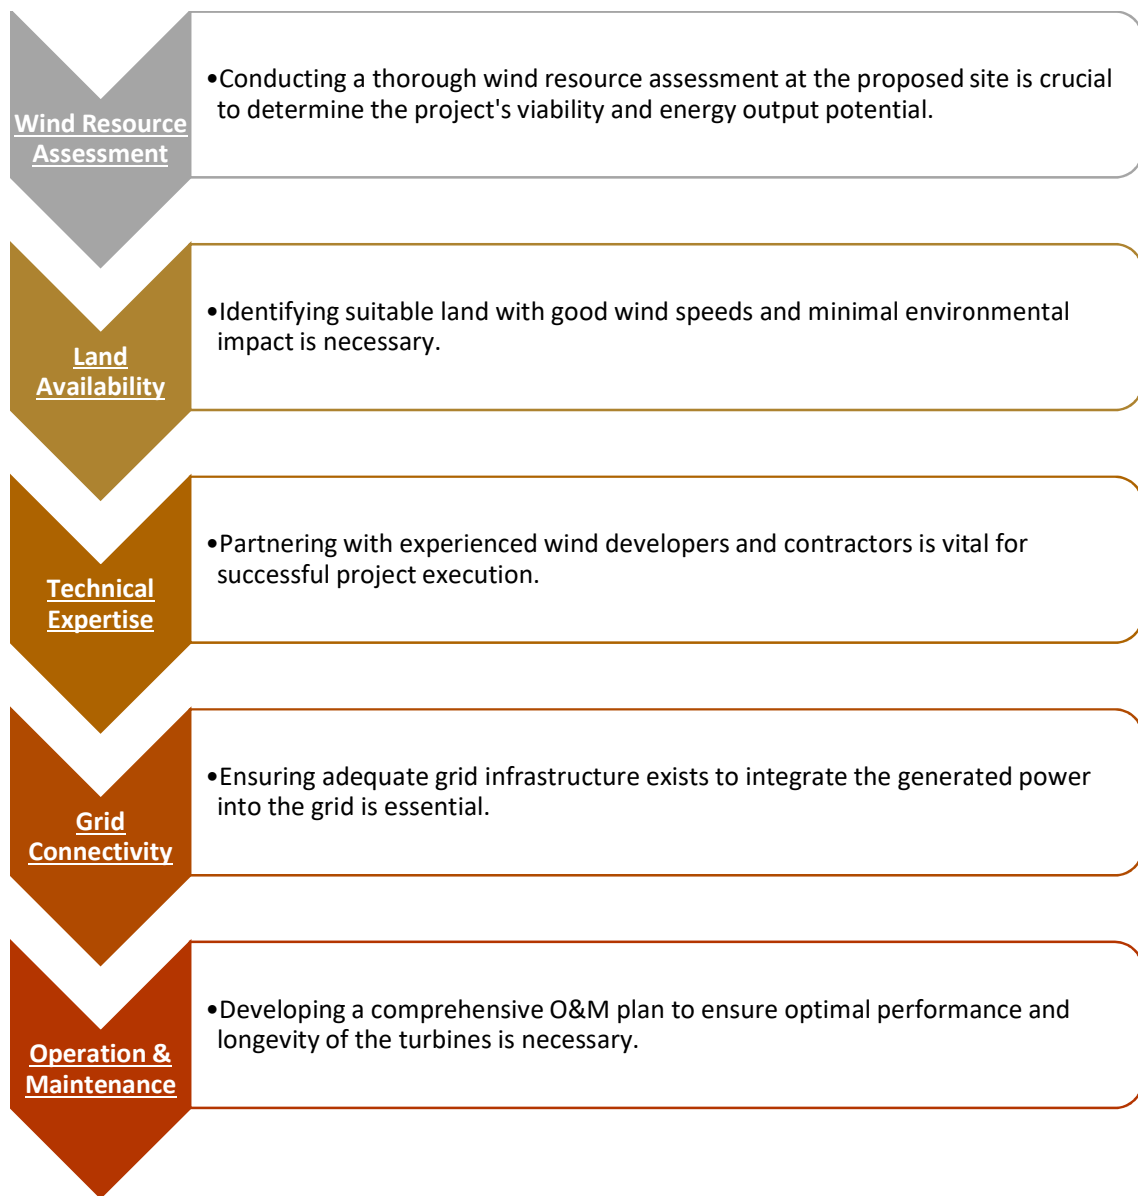 Wind Resource
Assessment
•Conducting a thorough wind resource assessment at the proposed site is crucial
to determine the project's viability and energy output potential.
Land
Availability
•Identifying suitable land with good wind speeds and minimal environmental
impact is necessary.
Technical
Expertise
•Partnering with experienced wind developers and contractors is vital for
successful project execution.
Grid
Connectivity
•Ensuring adequate grid infrastructure exists to integrate the generated power
into the grid is essential.
Operation &
Maintenance
•Developing a comprehensive O&M plan to ensure optimal performance and
longevity of the turbines is necessary.